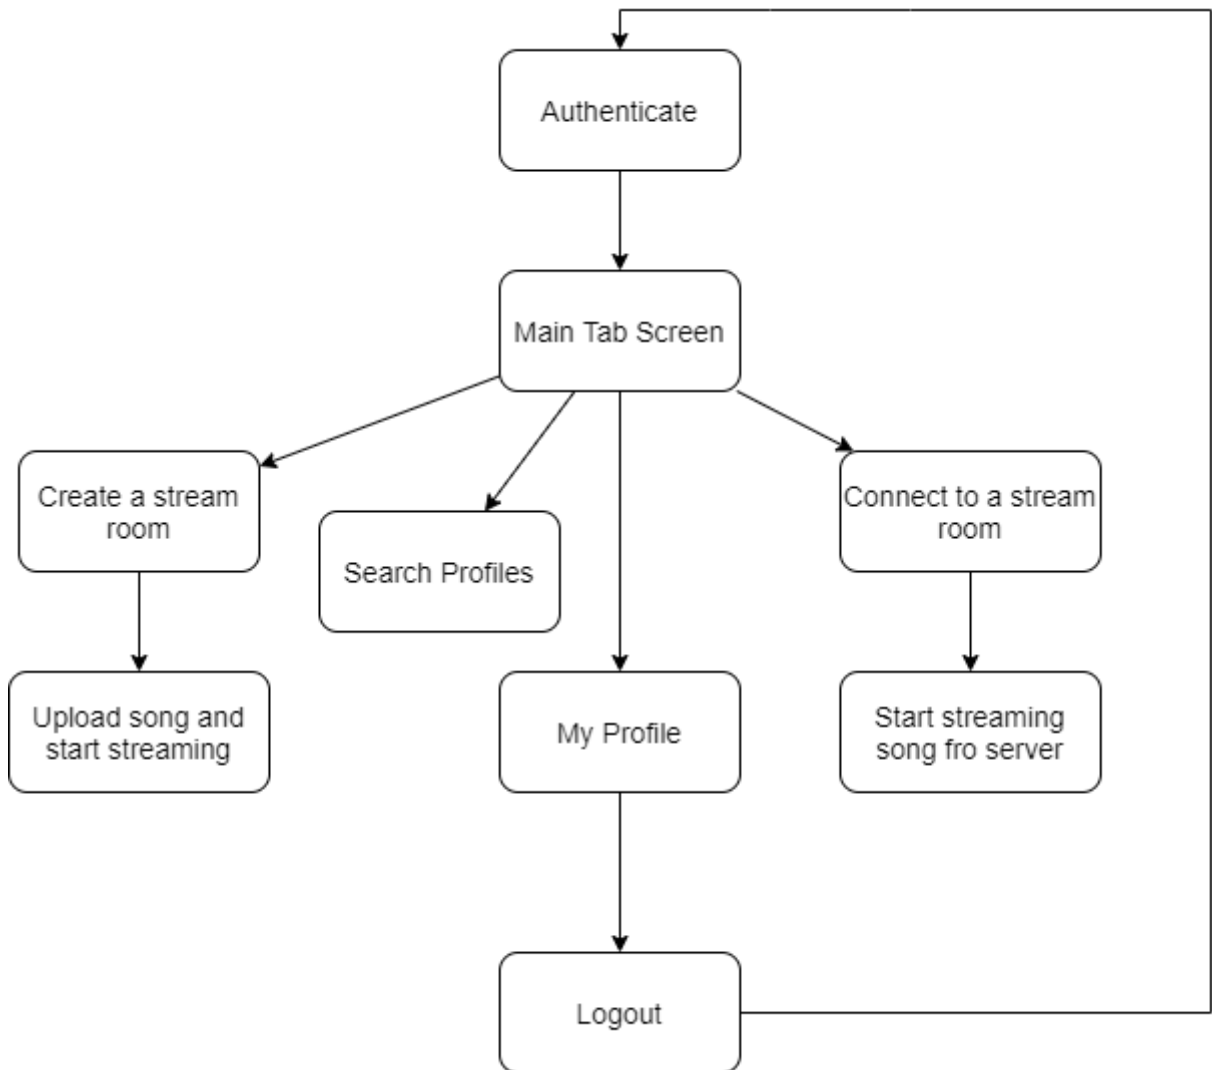 Authenticate
Main Tab Screen
Create a stream
room
Connect to a stream
room
Search Profiles
Upload song and
start streaming
My Profile
Start streaming
song fro server
Logout